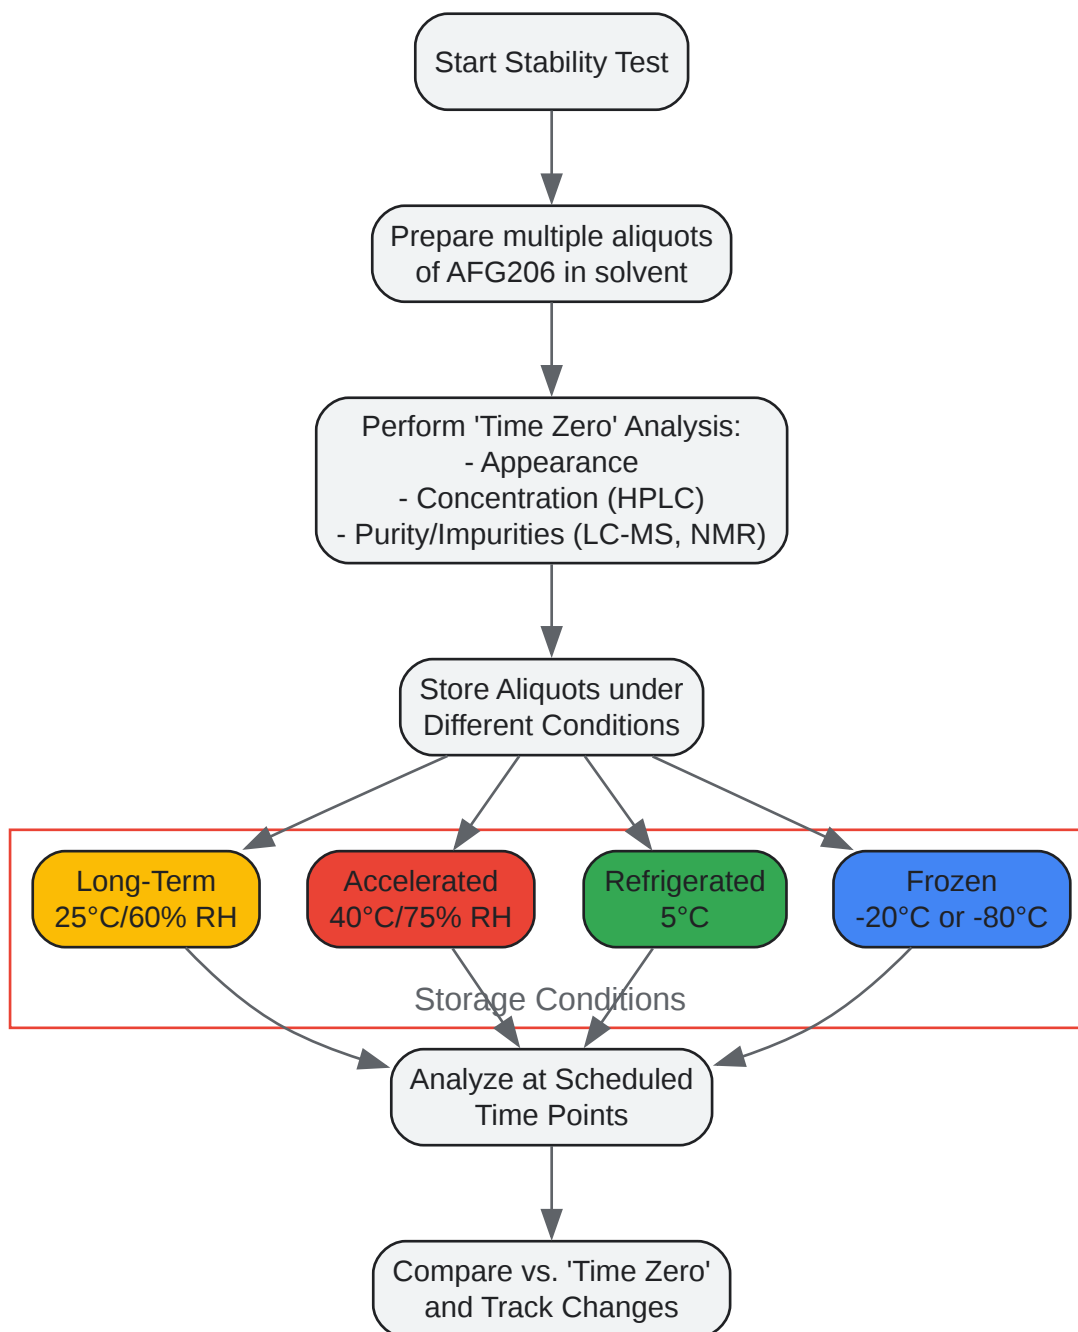 Start Stability Test
Prepare multiple aliquots
of AFG206 in solvent
Perform 'Time Zero' Analysis:
- Appearance
- Concentration (HPLC)
- Purity/Impurities (LC-MS, NMR)
Store Aliquots under
Different Conditions
Long-Term
25°C/60% RH
Accelerated
40°C/75% RH
Refrigerated
5°C
Frozen
-20°C or -80°C
Storage Conditions
Analyze at Scheduled
Time Points
Compare vs. 'Time Zero'
and Track Changes